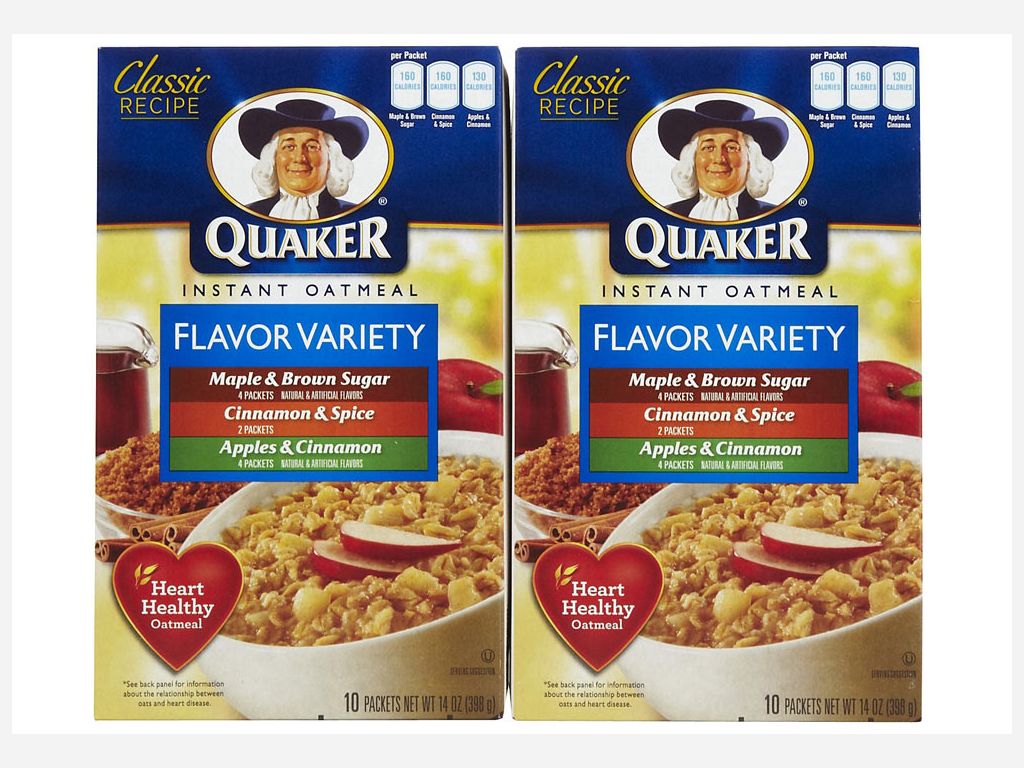 Classic
RECIPE
per Packet
160
CALORIES
160
CALORIES
130
CALORIES
Maple & Brown
Sugar
Cinnamon
& Spice
Apples &
Cinnamon
QUAKER®
INSTANT OATMEAL
FLAVOR VARIETY
Maple & Brown Sugar
4 PACKETS NATURAL & ARTIFICIAL FLAVORS
Cinnamon & Spice
2 PACKETS
Apples & Cinnamon
4 PACKETS NATURAL & ARTIFICIAL FLAVORS
Heart
Healthy
Oatmeal
*See back panel for information
about the relationship between
oats and heart disease.
U
SERVING SUGGESTION
10 PACKETS NET WT 14 OZ (398 g)
Classic
RECIPE
per Packet
160
CALORIES
160
CALORIES
130
CALORIES
Maple & Brown
Sugar
Cinnamon
& Spice
Apples &
Cinnamon
QUAKER®
INSTANT OATMEAL
FLAVOR VARIETY
Maple & Brown Sugar
4 PACKETS NATURAL & ARTIFICIAL FLAVORS
Cinnamon & Spice
2 PACKETS
Apples & Cinnamon
4 PACKETS NATURAL & ARTIFICIAL FLAVORS
Heart
Healthy
Oatmeal
*See back panel for information
about the relationship between
oats and heart disease.
U
SERVING SUGGESTION
10 PACKETS NET WT 14 OZ (398 g)